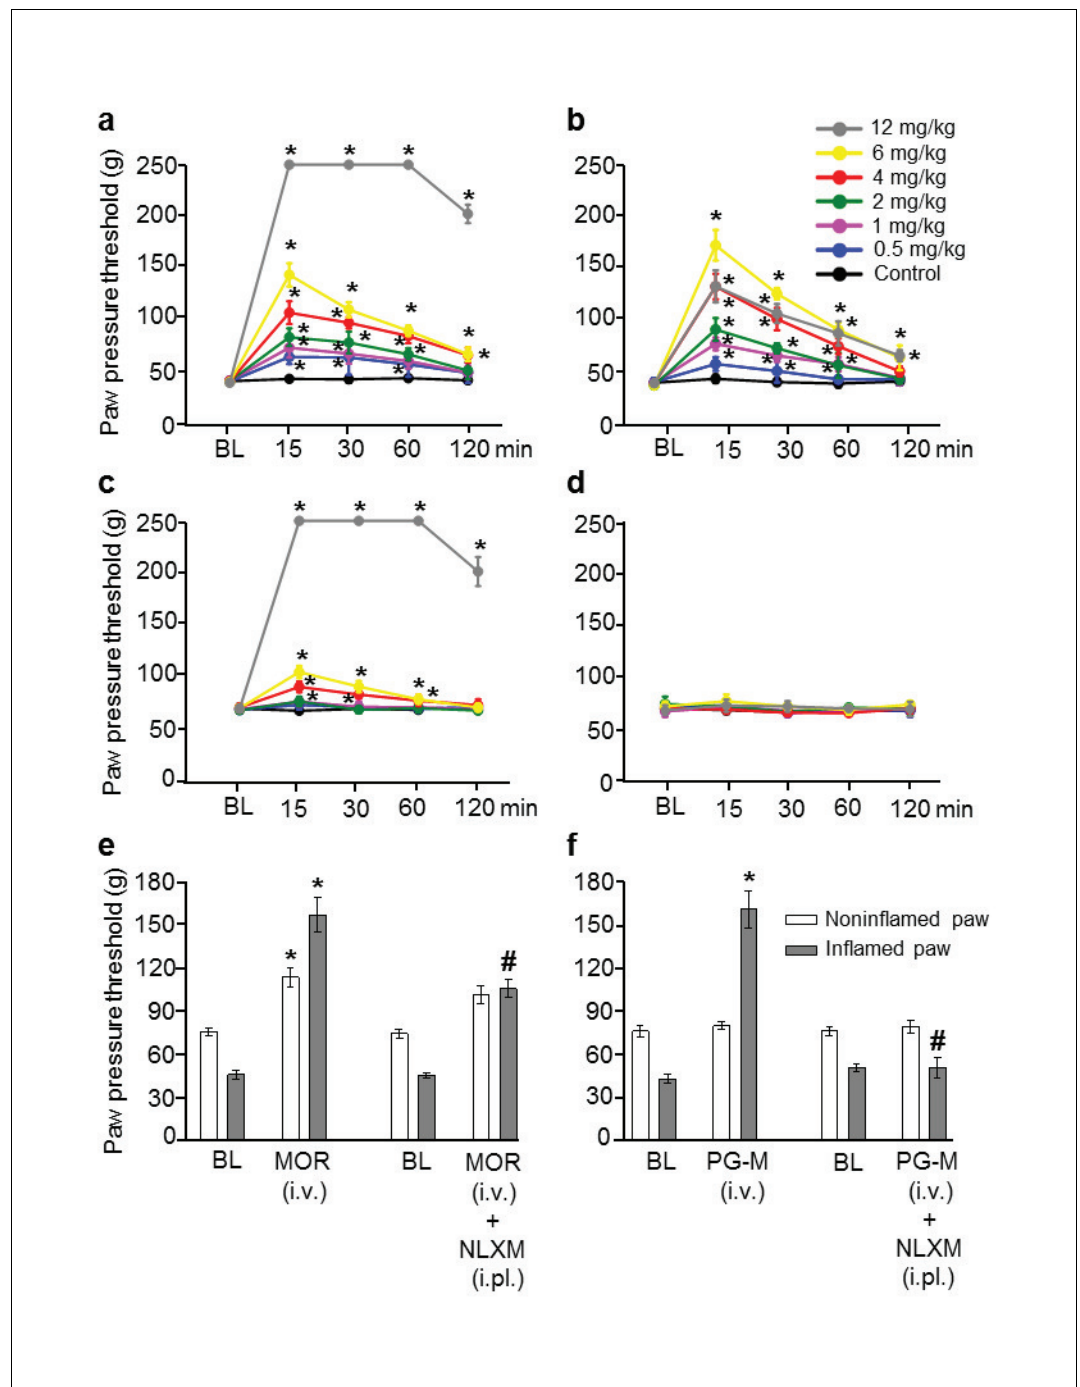 a
Paw pressure threshold (g)
250
200
150
100
50
0
* * * *
* * * *
* * * *
* * *
* * *
* *
BL 15 30 60 120 min
b
12 mg/kg
6 mg/kg
4 mg/kg
2 mg/kg
1 mg/kg
0.5 mg/kg
Control
250
200
150
100
50
0
* * * *
* * * *
* * *
* * *
* * *
* *
BL 15 30 60 120 min
c
Paw pressure threshold (g)
250
200
150
100
50
0
* * * *
* * * *
* *
*
BL 15 30 60 120 min
d
250
200
150
100
50
0
BL 15 30 60 120 min
e
Paw pressure threshold (g)
180
150
120
90
60
30
0
* * #
BL MOR BL MOR
(i.v.) (i.v.)
+
NLXM
(i.pl.)
f
180
150
120
90
60
30
0
* #
Noninflamed paw
Inflamed paw
BL PG-M BL PG-M
(i.v.) (i.v.)
+
NLXM
(i.pl.)